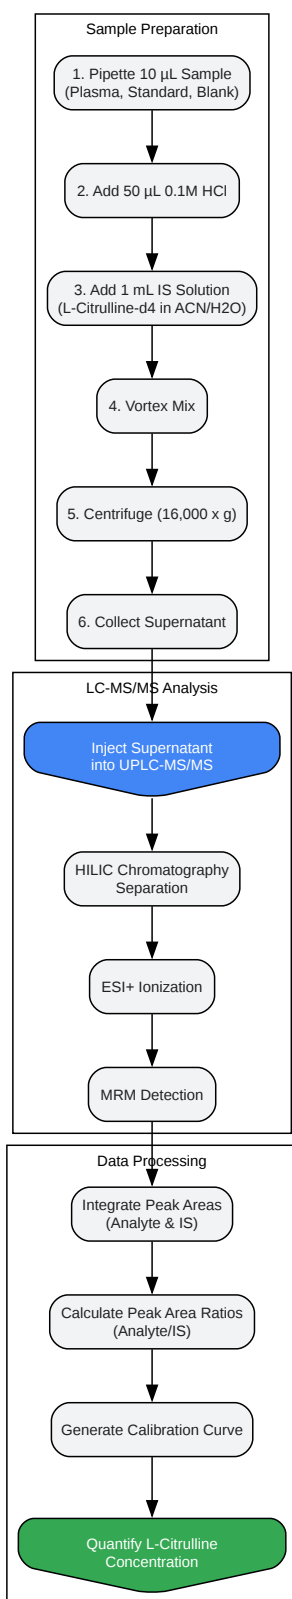 Sample Preparation
1. Pipette 10 µL Sample
(Plasma, Standard, Blank)
2. Add 50 µL 0.1M HCl
3. Add 1 mL IS Solution
(L-Citrulline-d4 in ACN/H2O)
4. Vortex Mix
5. Centrifuge (16,000 x g)
6. Collect Supernatant
LC-MS/MS Analysis
Inject Supernatant
into UPLC-MS/MS
HILIC Chromatography
Separation
ESI+ Ionization
MRM Detection
Data Processing
Integrate Peak Areas
(Analyte & IS)
Calculate Peak Area Ratios
(Analyte/IS)
Generate Calibration Curve
Quantify L-Citrulline
Concentration